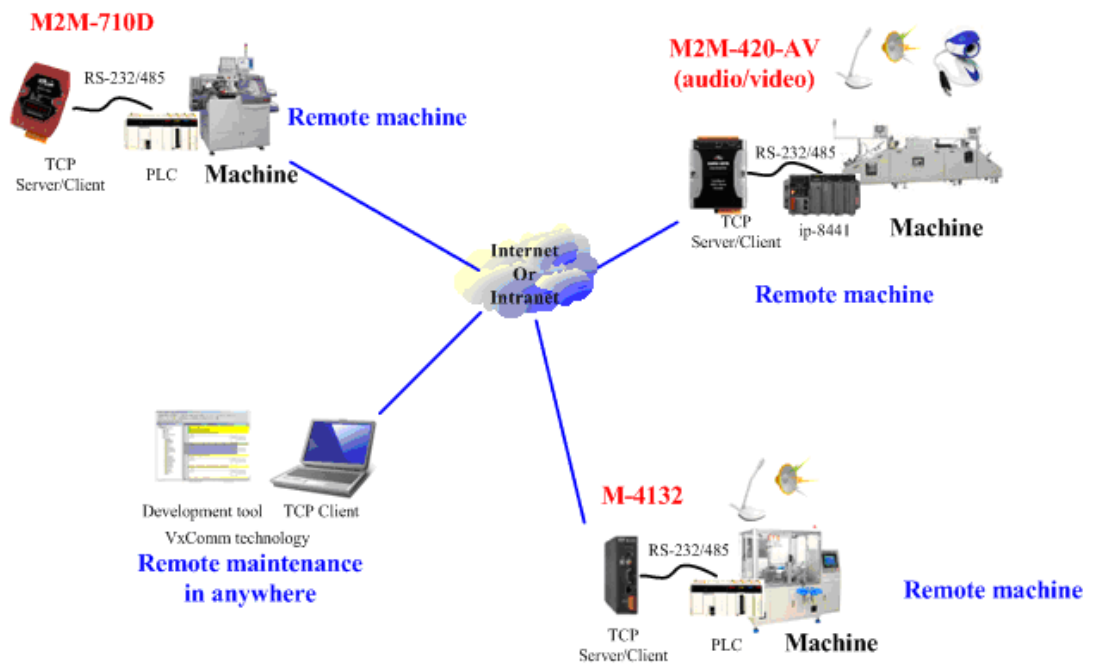 M2M-710D
RS-232/485
TCP
Server/Client
PLC
Machine
Remote machine
M2M-420-AV
(audio/video)
RS-232/485
TCP
Server/Client
ip-8441
Machine
Remote machine
Internet
Or
Intranet
Development tool
TCP Client
VxComm technology
Remote maintenance
in anywhere
M-4132
RS-232/485
TCP
Server/Client
PLC
Machine
Remote machine